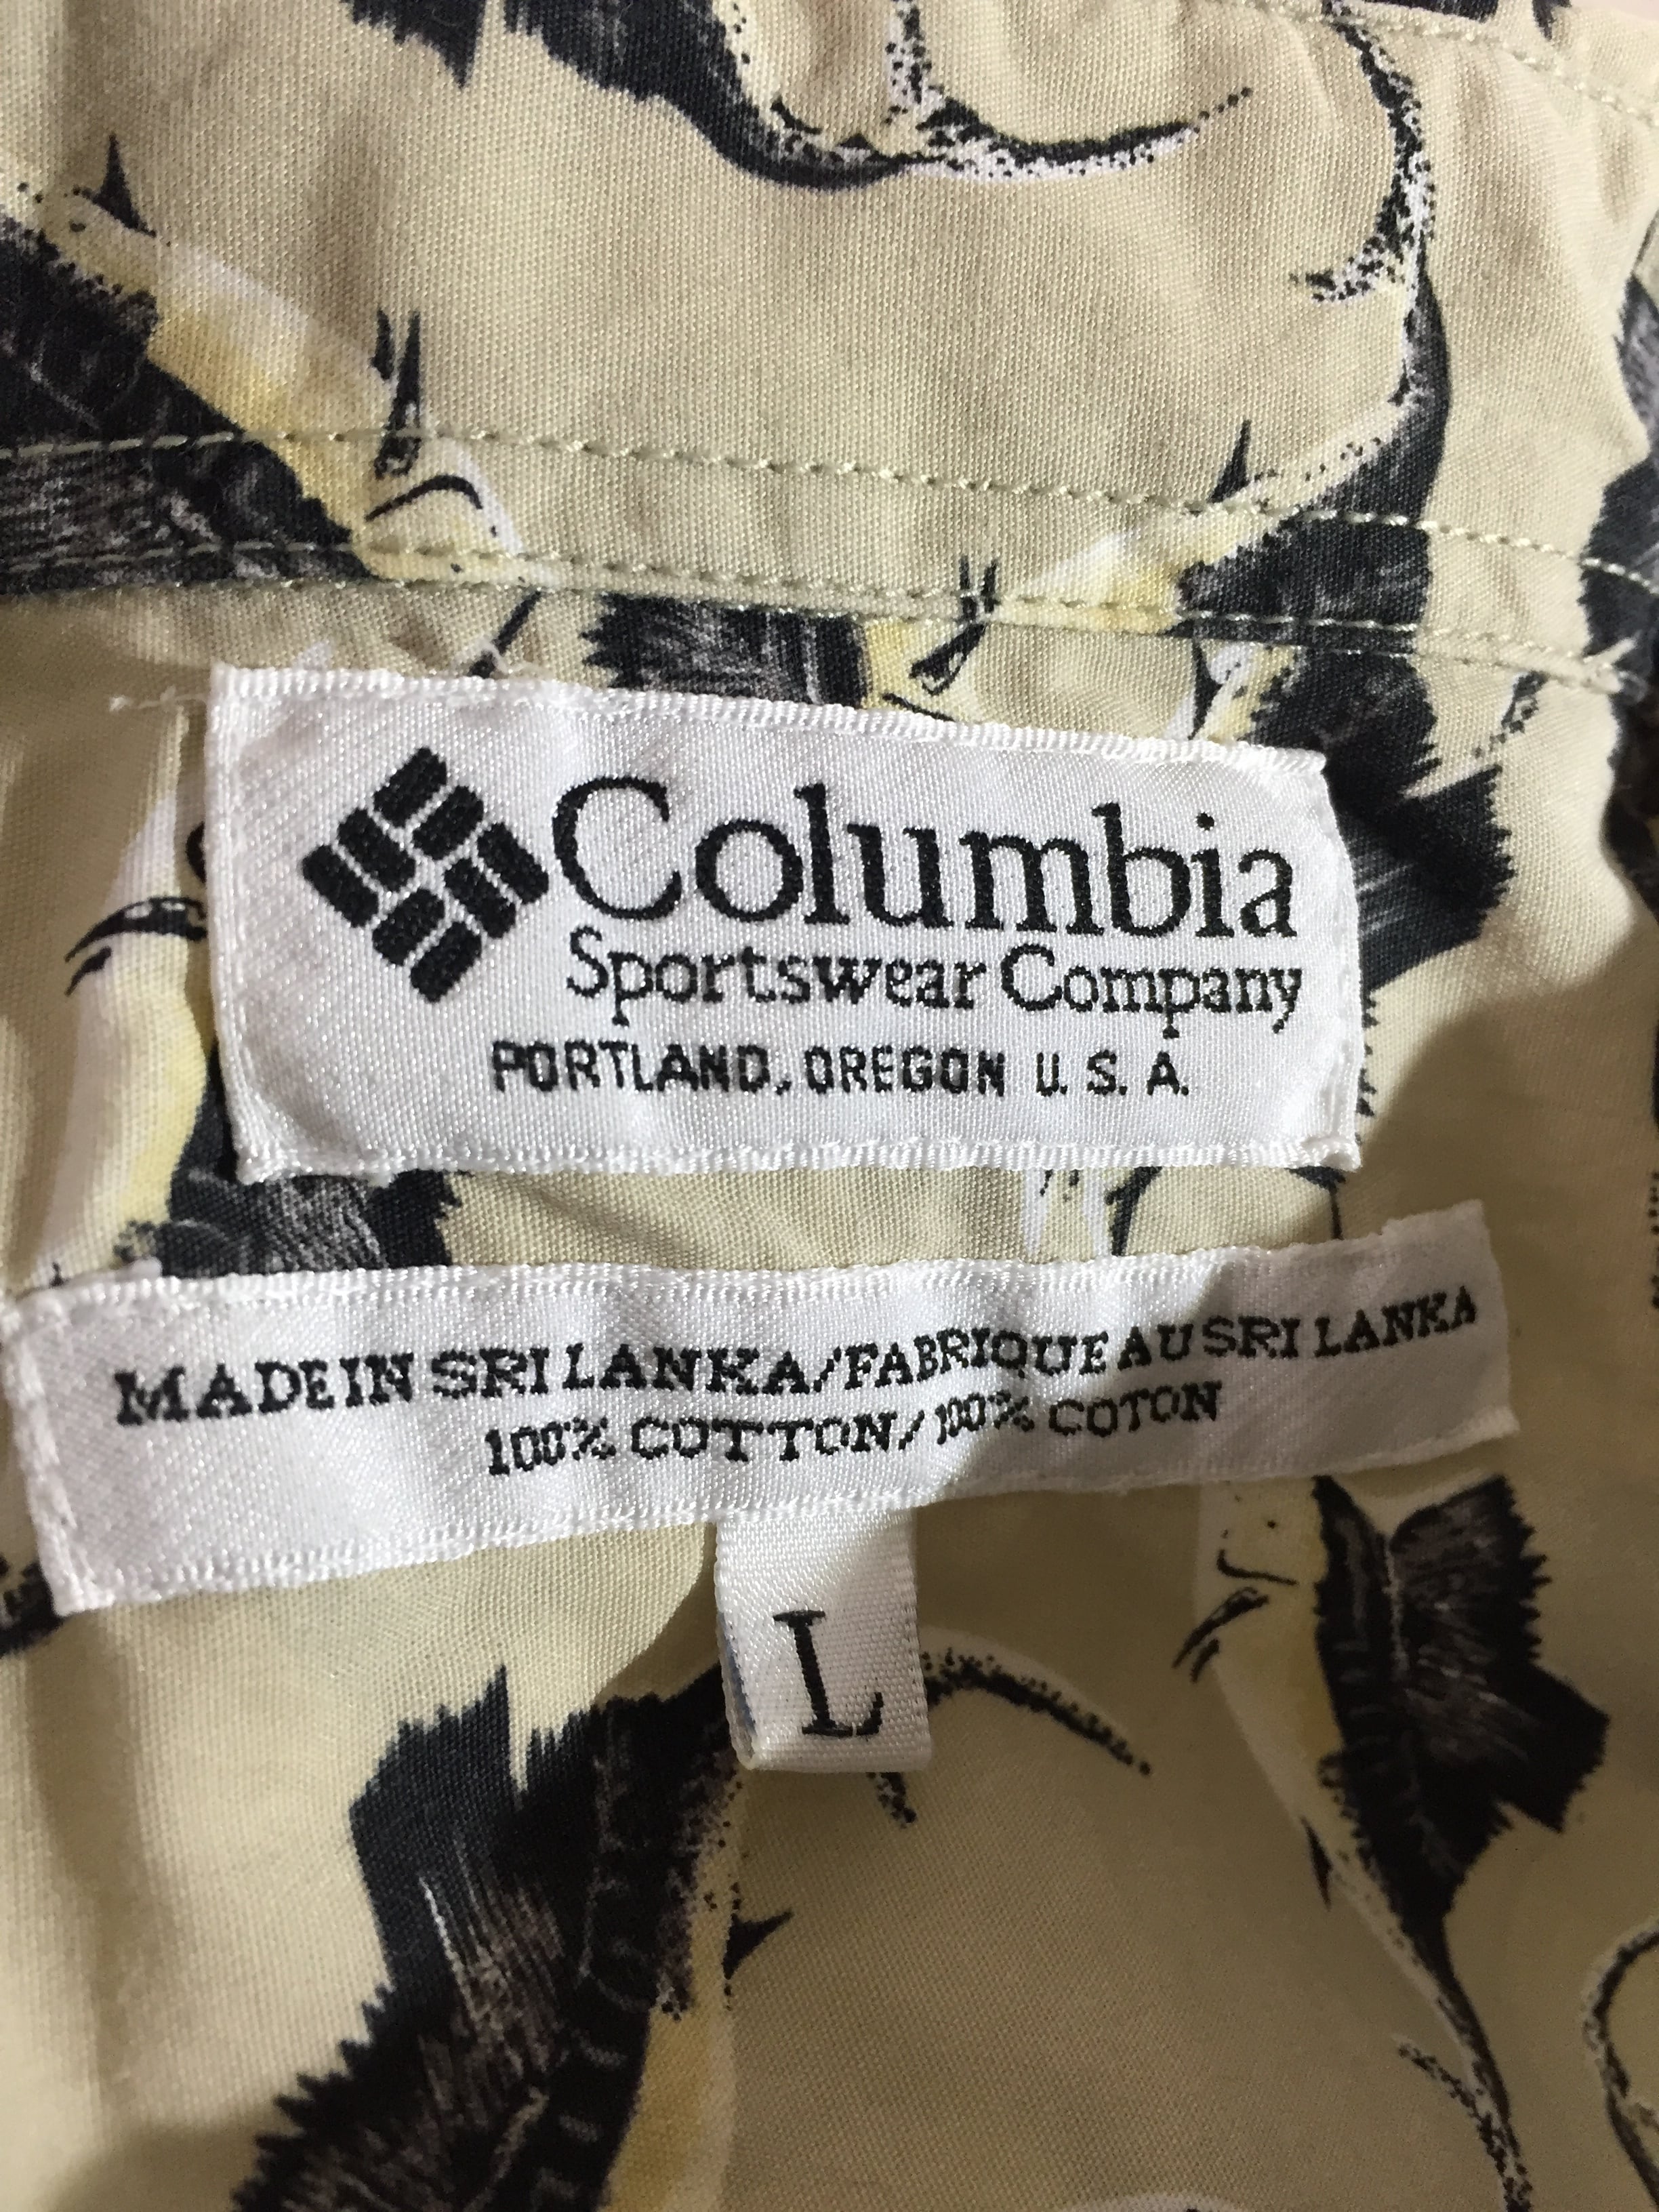 Columbia
Sportswear Company
PORTLAND, OREGON U. S. A.
MADE IN SRI LANKA/FABRIQUE AU SRI LANKA
100% COTTON/100% COTON
L